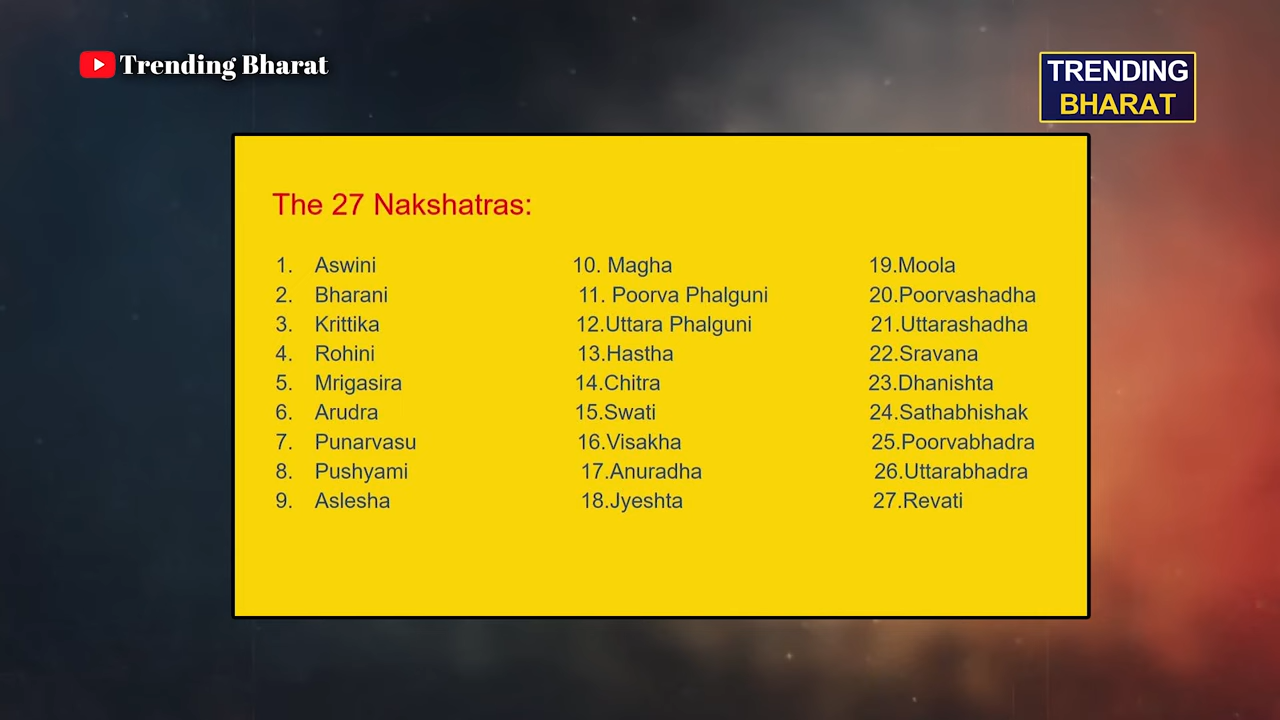 Trending Bharat
TRENDING
BHARAT
The 27 Nakshatras:
1. Aswini
2. Bharani
3. Krittika
4. Rohini
5. Mrigasira
6. Arudra
7. Punarvasu
8. Pushyami
9. Aslesha
10. Magha
11. Poorva Phalguni
12.Uttara Phalguni
13.Hastha
14.Chitra
15.Swati
16.Visakha
17.Anuradha
18.Jyeshta
19.Moola
20.Poorvashadha
21.Uttarashadha
22.Sravana
23.Dhanishta
24.Sathabhishak
25.Poorvabhadra
26.Uttarabhadra
27.Revati